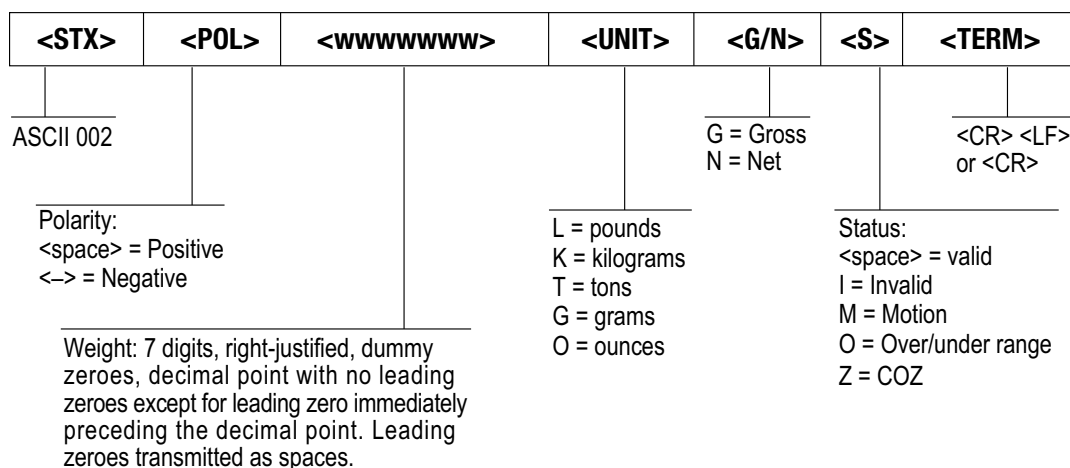 <STX> <POL> <wwwwwww> <UNIT> <G/N> <S> <TERM>
ASCII 002
G = Gross
N = Net
<CR> <LF>
or <CR>
Polarity:
<space> = Positive
<–> = Negative
L = pounds
K = kilograms
T = tons
G = grams
O = ounces
Status:
<space> = valid
I = Invalid
M = Motion
O = Over/under range
Z = COZ
Weight: 7 digits, right-justified, dummy
zeroes, decimal point with no leading
zeroes except for leading zero immediately
preceding the decimal point. Leading
zeroes transmitted as spaces.